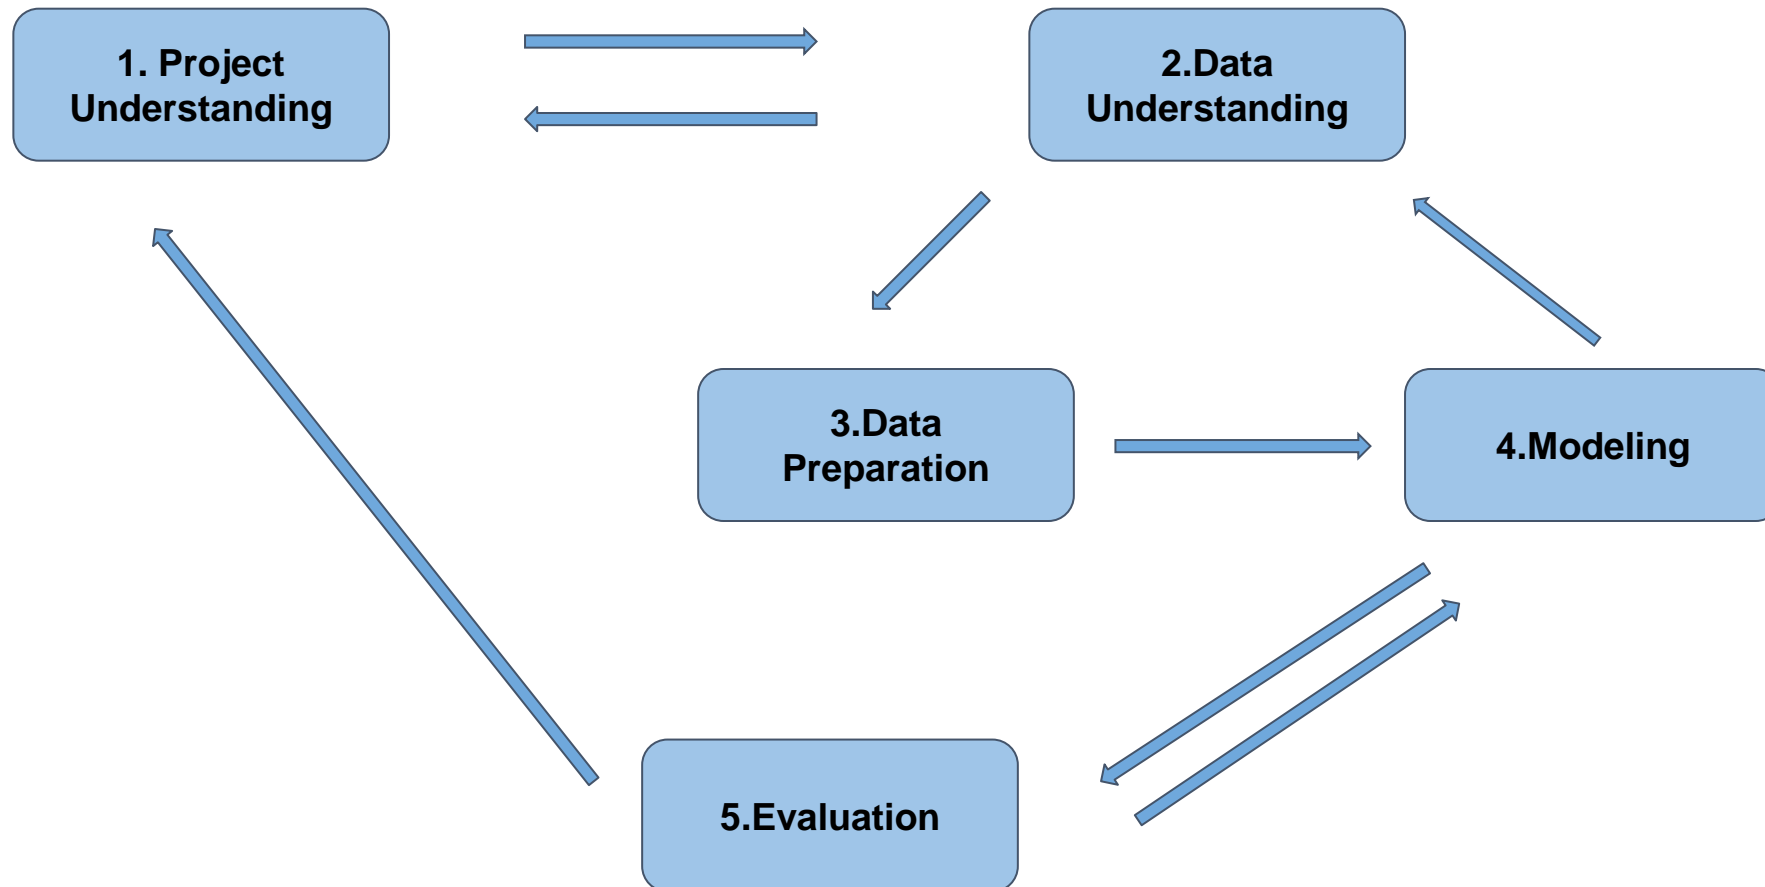 1. Project
Understanding
2.Data
Understanding
3.Data
Preparation
4.Modeling
5.Evaluation